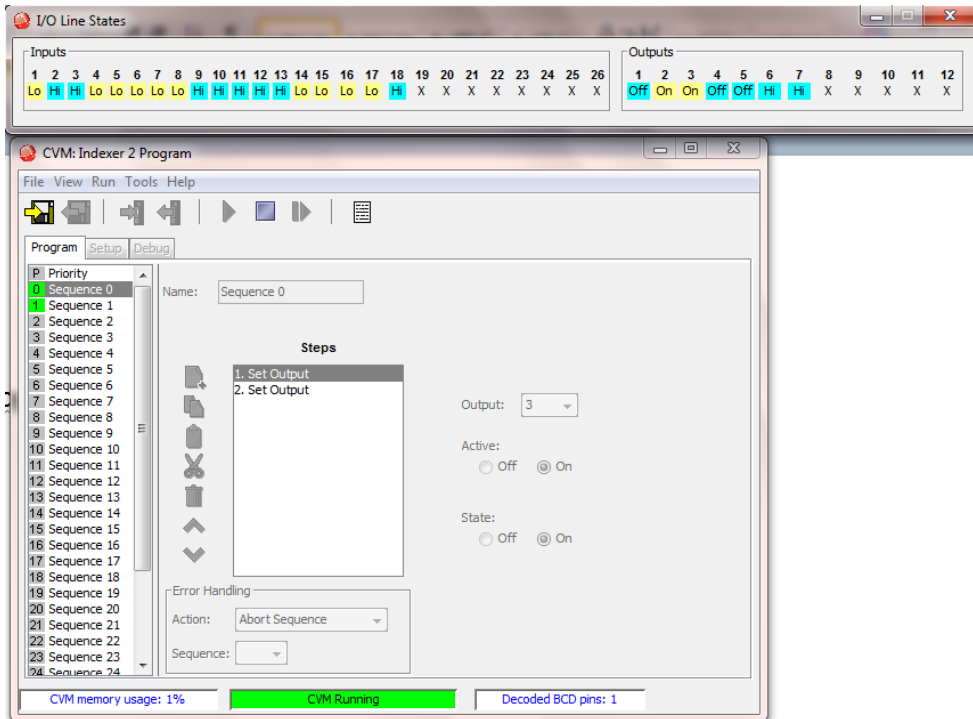 I/O Line States
Inputs
1 2 3 4 5 6 7 8 9 10 11 12 13 14 15 16 17 18 19 20 21 22 23 24 25 26
Lo Hi Hi Lo Lo Lo Lo Lo Hi Hi Hi Hi Hi Lo Lo Lo Lo Hi X X X X X X X X
Outputs
1 2 3 4 5 6 7 8 9 10 11 12
Off On On Off Off Hi Hi X X X X X
CVM: Indexer 2 Program
File View Run Tools Help
Program Setup Debug
P Priority
0 Sequence 0
1 Sequence 1
2 Sequence 2
3 Sequence 3
4 Sequence 4
5 Sequence 5
6 Sequence 6
7 Sequence 7
8 Sequence 8
9 Sequence 9
10 Sequence 10
11 Sequence 11
12 Sequence 12
13 Sequence 13
14 Sequence 14
15 Sequence 15
16 Sequence 16
17 Sequence 17
18 Sequence 18
19 Sequence 19
20 Sequence 20
21 Sequence 21
22 Sequence 22
23 Sequence 23
24 Sequence 24
Name: Sequence 0
Steps
1. Set Output
2. Set Output
Output: 3
Active:
Off On
State:
Off On
Error Handling
Action: Abort Sequence
Sequence:
CVM memory usage: 1%
CVM Running
Decoded BCD pins: 1